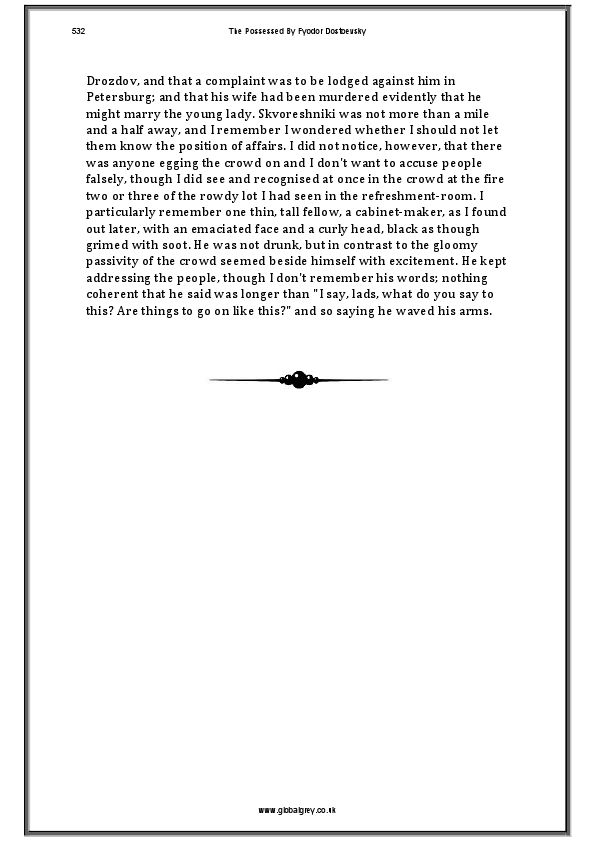 532
The Possessed By Fyodor Dostoevsky
Drozdov, and that a complaint was to be lodged against him in
Petersburg; and that his wife had been murdered evidently that he
might marry the young lady. Skvoreshniki was not more than a mile
and a half away, and I remember I wondered whether I should not let
them know the position of affairs. I did not notice, however, that there
was anyone egging the crowd on and I don't want to accuse people
falsely, though I did see and recognised at once in the crowd at the fire
two or three of the rowdy lot I had seen in the refreshment-room. I
particularly remember one thin, tall fellow, a cabinet-maker, as I found
out later, with an emaciated face and a curly head, black as though
grimed with soot. He was not drunk, but in contrast to the gloomy
passivity of the crowd seemed beside himself with excitement. He kept
addressing the people, though I don't remember his words; nothing
coherent that he said was longer than "I say, lads, what do you say to
this? Are things to go on like this?" and so saying he waved his arms.
www.globalgrey.co.uk